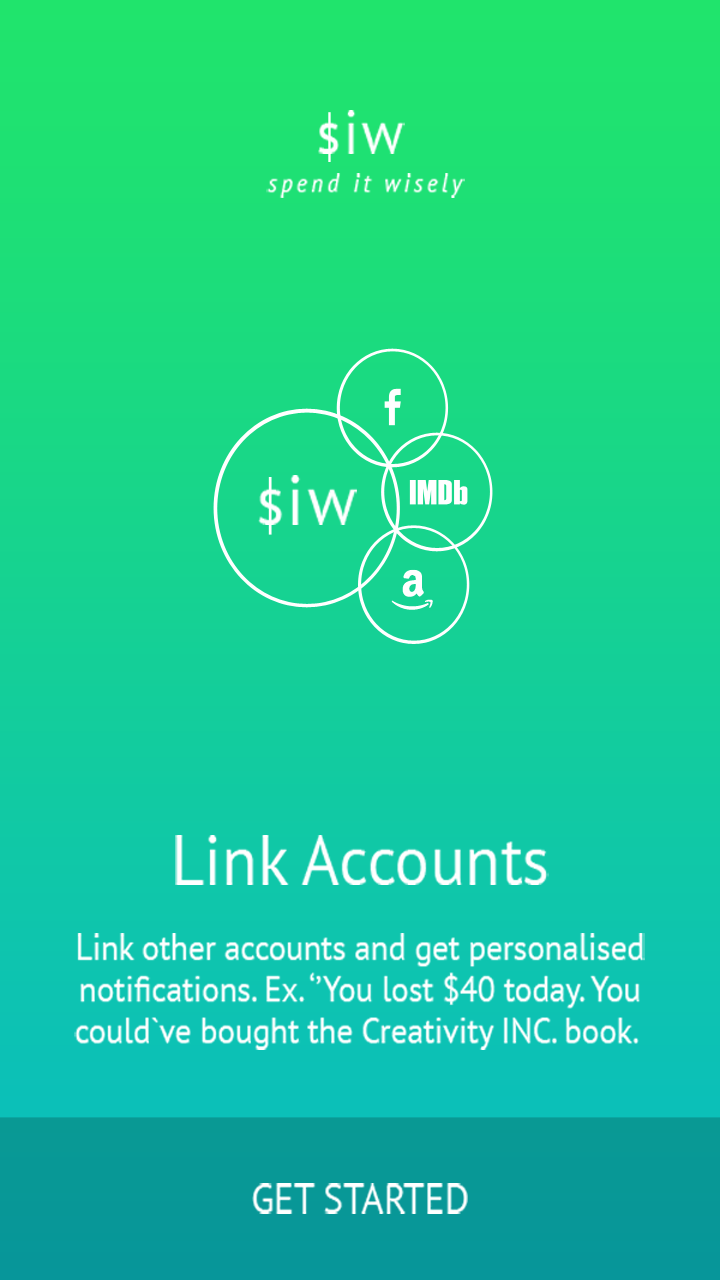 $iw
spend it wisely
f
$iw
IMDb
a
Link Accounts
Link other accounts and get personalised
notifications. Ex. ‘’You lost $40 today. You
could`ve bought the Creativity INC. book.
GET STARTED